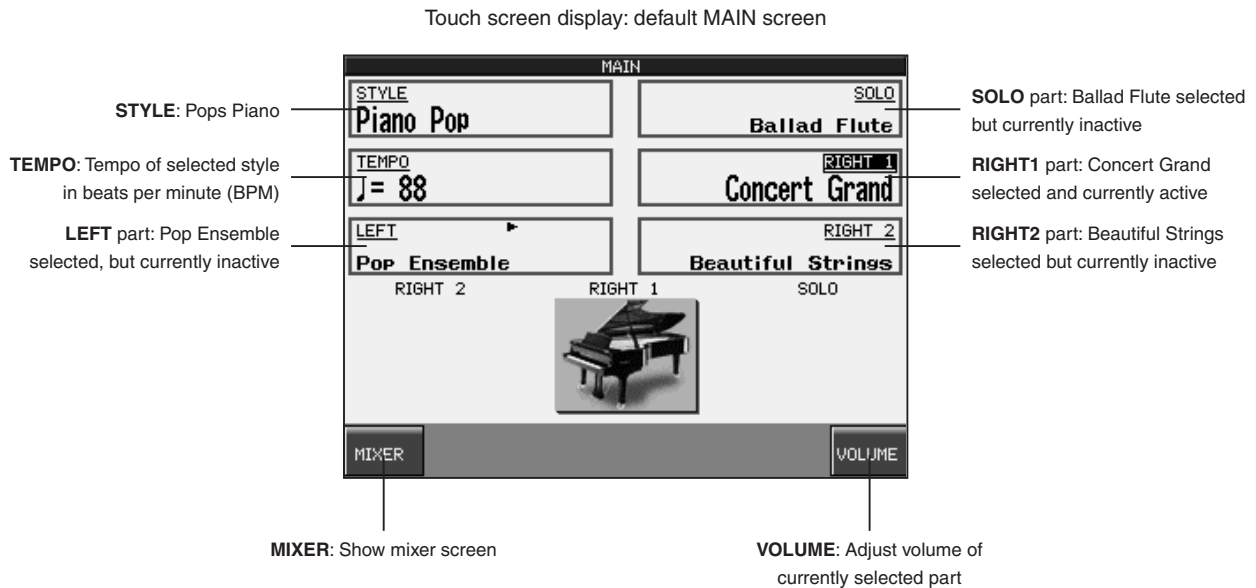 Touch screen display: default MAIN screen
MAIN
STYLE: Pops Piano
STYLE
Piano Pop
SOLO
Ballad Flute
SOLO part: Ballad Flute selected
but currently inactive
TEMPO: Tempo of selected style
in beats per minute (BPM)
TEMPO
♩= 88
RIGHT 1
Concert Grand
RIGHT1 part: Concert Grand
selected and currently active
LEFT part: Pop Ensemble
selected, but currently inactive
LEFT
Pop Ensemble
RIGHT 2
Beautiful Strings
RIGHT2 part: Beautiful Strings
selected but currently inactive
RIGHT 2 RIGHT 1 SOLO
MIXER
VOLUME
MIXER: Show mixer screen
VOLUME: Adjust volume of
currently selected part